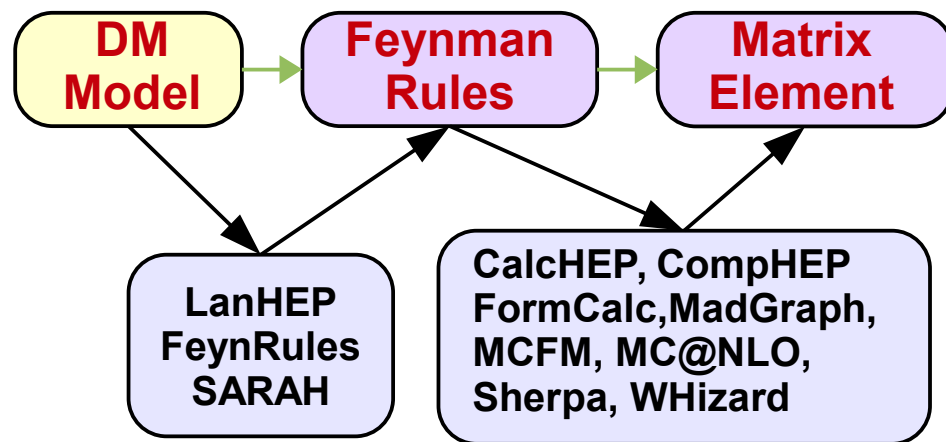 DM
Model
Feynman
Rules
Matrix
Element
LanHEP
FeynRules
SARAH
CalcHEP, CompHEP
FormCalc,MadGraph,
MCFM, MC@NLO,
Sherpa, WHizard